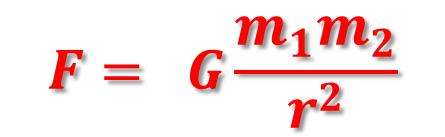 F = G m₁m₂ / r²